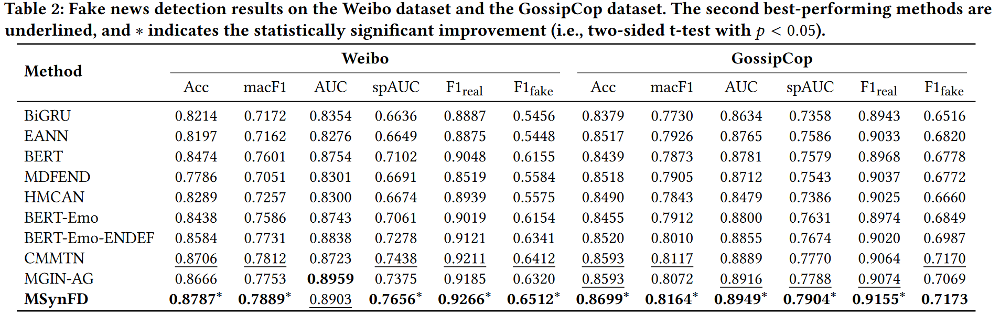 Table 2: Fake news detection results on the Weibo dataset and the GossipCop dataset. The second best-performing methods are
underlined, and ∗ indicates the statistically significant improvement (i.e., two-sided t-test with p < 0.05).
Method Weibo GossipCop
Acc macF1 AUC spAUC F1real F1fake Acc macF1 AUC spAUC F1real F1fake
BiGRU 0.8214 0.7172 0.8354 0.6636 0.8887 0.5456 0.8379 0.7730 0.8634 0.7358 0.8943 0.6516
EANN 0.8197 0.7162 0.8276 0.6649 0.8875 0.5448 0.8517 0.7926 0.8765 0.7586 0.9033 0.6820
BERT 0.8474 0.7601 0.8754 0.7102 0.9048 0.6155 0.8439 0.7873 0.8781 0.7579 0.8968 0.6778
MDFEND 0.7786 0.7051 0.8301 0.6691 0.8519 0.5584 0.8518 0.7905 0.8712 0.7543 0.9037 0.6772
HMCAN 0.8289 0.7257 0.8300 0.6674 0.8939 0.5575 0.8490 0.7843 0.8479 0.7386 0.9025 0.6660
BERT-Emo 0.8438 0.7586 0.8743 0.7061 0.9019 0.6154 0.8455 0.7912 0.8800 0.7631 0.8974 0.6849
BERT-Emo-ENDEF 0.8584 0.7731 0.8838 0.7278 0.9121 0.6341 0.8520 0.8010 0.8855 0.7674 0.9020 0.6987
CMMTN 0.8706 0.7812 0.8723 0.7438 0.9211 0.6412 0.8593 0.8117 0.8889 0.7770 0.9064 0.7170
MGIN-AG 0.8666 0.7753 0.8959 0.7375 0.9185 0.6320 0.8593 0.8072 0.8916 0.7788 0.9074 0.7069
MSynFD 0.8787* 0.7889* 0.8903 0.7656* 0.9266* 0.6512* 0.8699* 0.8164* 0.8949* 0.7904* 0.9155* 0.7173